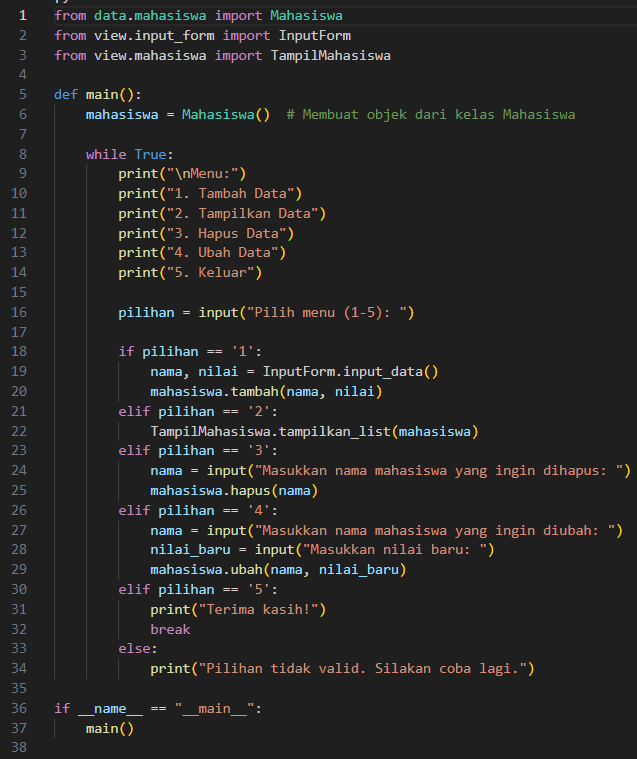 1 from data.mahasiswa import Mahasiswa
2 from view.input_form import InputForm
3 from view.mahasiswa import TampilMahasiswa
4
5 def main():
6     mahasiswa = Mahasiswa()  # Membuat objek dari kelas Mahasiswa
7
8     while True:
9         print("\nMenu:")
10         print("1. Tambah Data")
11         print("2. Tampilkan Data")
12         print("3. Hapus Data")
13         print("4. Ubah Data")
14         print("5. Keluar")
15
16         pilihan = input("Pilih menu (1-5): ")
17
18         if pilihan == '1':
19             nama, nilai = InputForm.input_data()
20             mahasiswa.tambah(nama, nilai)
21         elif pilihan == '2':
22             TampilMahasiswa.tampilkan_list(mahasiswa)
23         elif pilihan == '3':
24             nama = input("Masukkan nama mahasiswa yang ingin dihapus: ")
25             mahasiswa.hapus(nama)
26         elif pilihan == '4':
27             nama = input("Masukkan nama mahasiswa yang ingin diubah: ")
28             nilai_baru = input("Masukkan nilai baru: ")
29             mahasiswa.ubah(nama, nilai_baru)
30         elif pilihan == '5':
31             print("Terima kasih!")
32             break
33         else:
34             print("Pilihan tidak valid. Silakan coba lagi.")
35
36 if __name__ == "__main__":
37     main()
38